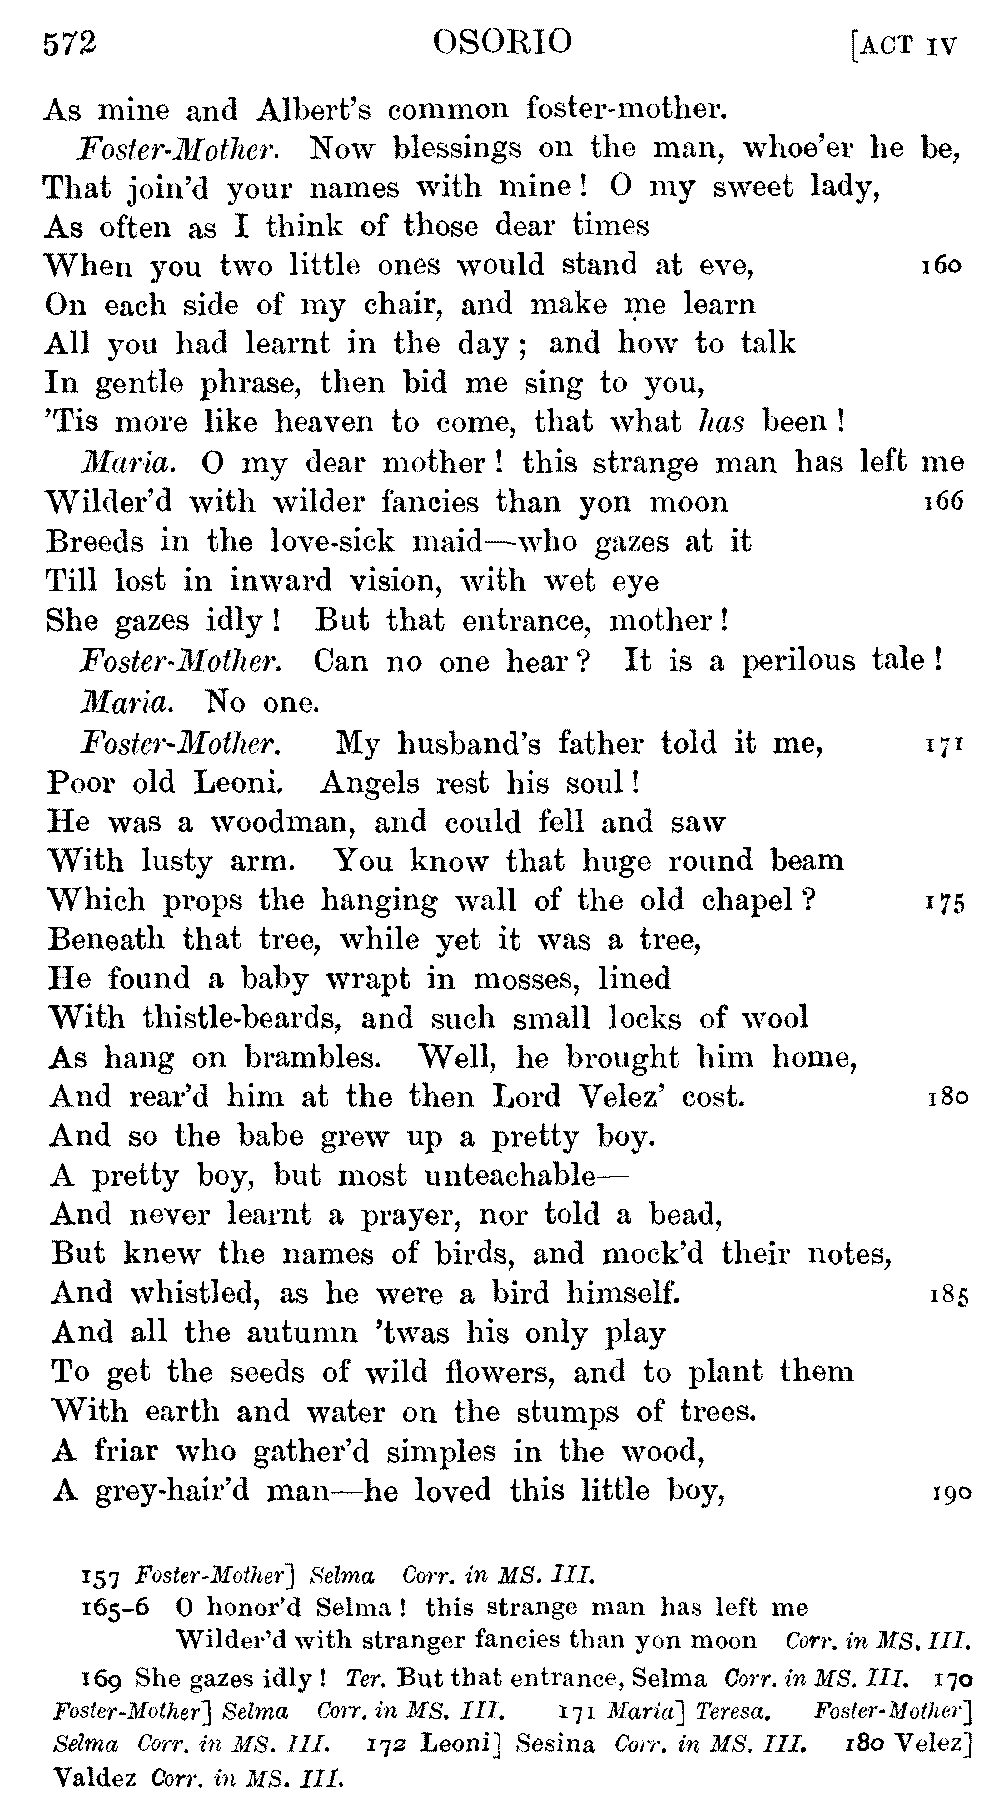 572 OSORIO [ACT IV
As mine and Albert's common foster-mother.
Foster-Mother. Now blessings on the man, whoe'er he be,
That join'd your names with mine! O my sweet lady,
As often as I think of those dear times
When you two little ones would stand at eve, 160
On each side of my chair, and make me learn
All you had learnt in the day; and how to talk
In gentle phrase, then bid me sing to you,
'Tis more like heaven to come, that what has been!
Maria. O my dear mother! this strange man has left me
Wilder'd with wilder fancies than yon moon 166
Breeds in the love-sick maid—who gazes at it
Till lost in inward vision, with wet eye
She gazes idly! But that entrance, mother!
Foster-Mother. Can no one hear? It is a perilous tale!
Maria. No one.
Foster-Mother. My husband's father told it me, 171
Poor old Leoni. Angels rest his soul!
He was a woodman, and could fell and saw
With lusty arm. You know that huge round beam
Which props the hanging wall of the old chapel? 175
Beneath that tree, while yet it was a tree,
He found a baby wrapt in mosses, lined
With thistle-beards, and such small locks of wool
As hang on brambles. Well, he brought him home,
And rear'd him at the then Lord Velez' cost. 180
And so the babe grew up a pretty boy.
A pretty boy, but most unteachable—
And never learnt a prayer, nor told a bead,
But knew the names of birds, and mock'd their notes,
And whistled, as he were a bird himself. 185
And all the autumn 'twas his only play
To get the seeds of wild flowers, and to plant them
With earth and water on the stumps of trees.
A friar who gather'd simples in the wood,
A grey-hair'd man—he loved this little boy, 190
157 Foster-Mother] Selma Corr. in MS. III.
165-6 O honor'd Selma! this strange man has left me
Wilder'd with stranger fancies than yon moon Corr. in MS. III.
169 She gazes idly! Ter. But that entrance, Selma Corr. in MS. III. 170
Foster-Mother] Selma Corr. in MS. III. 171 Maria] Teresa. Foster-Mother]
Selma Corr. in MS. III. 172 Leoni] Sesina Corr. in MS. III. 180 Velez]
Valdez Corr. in MS. III.